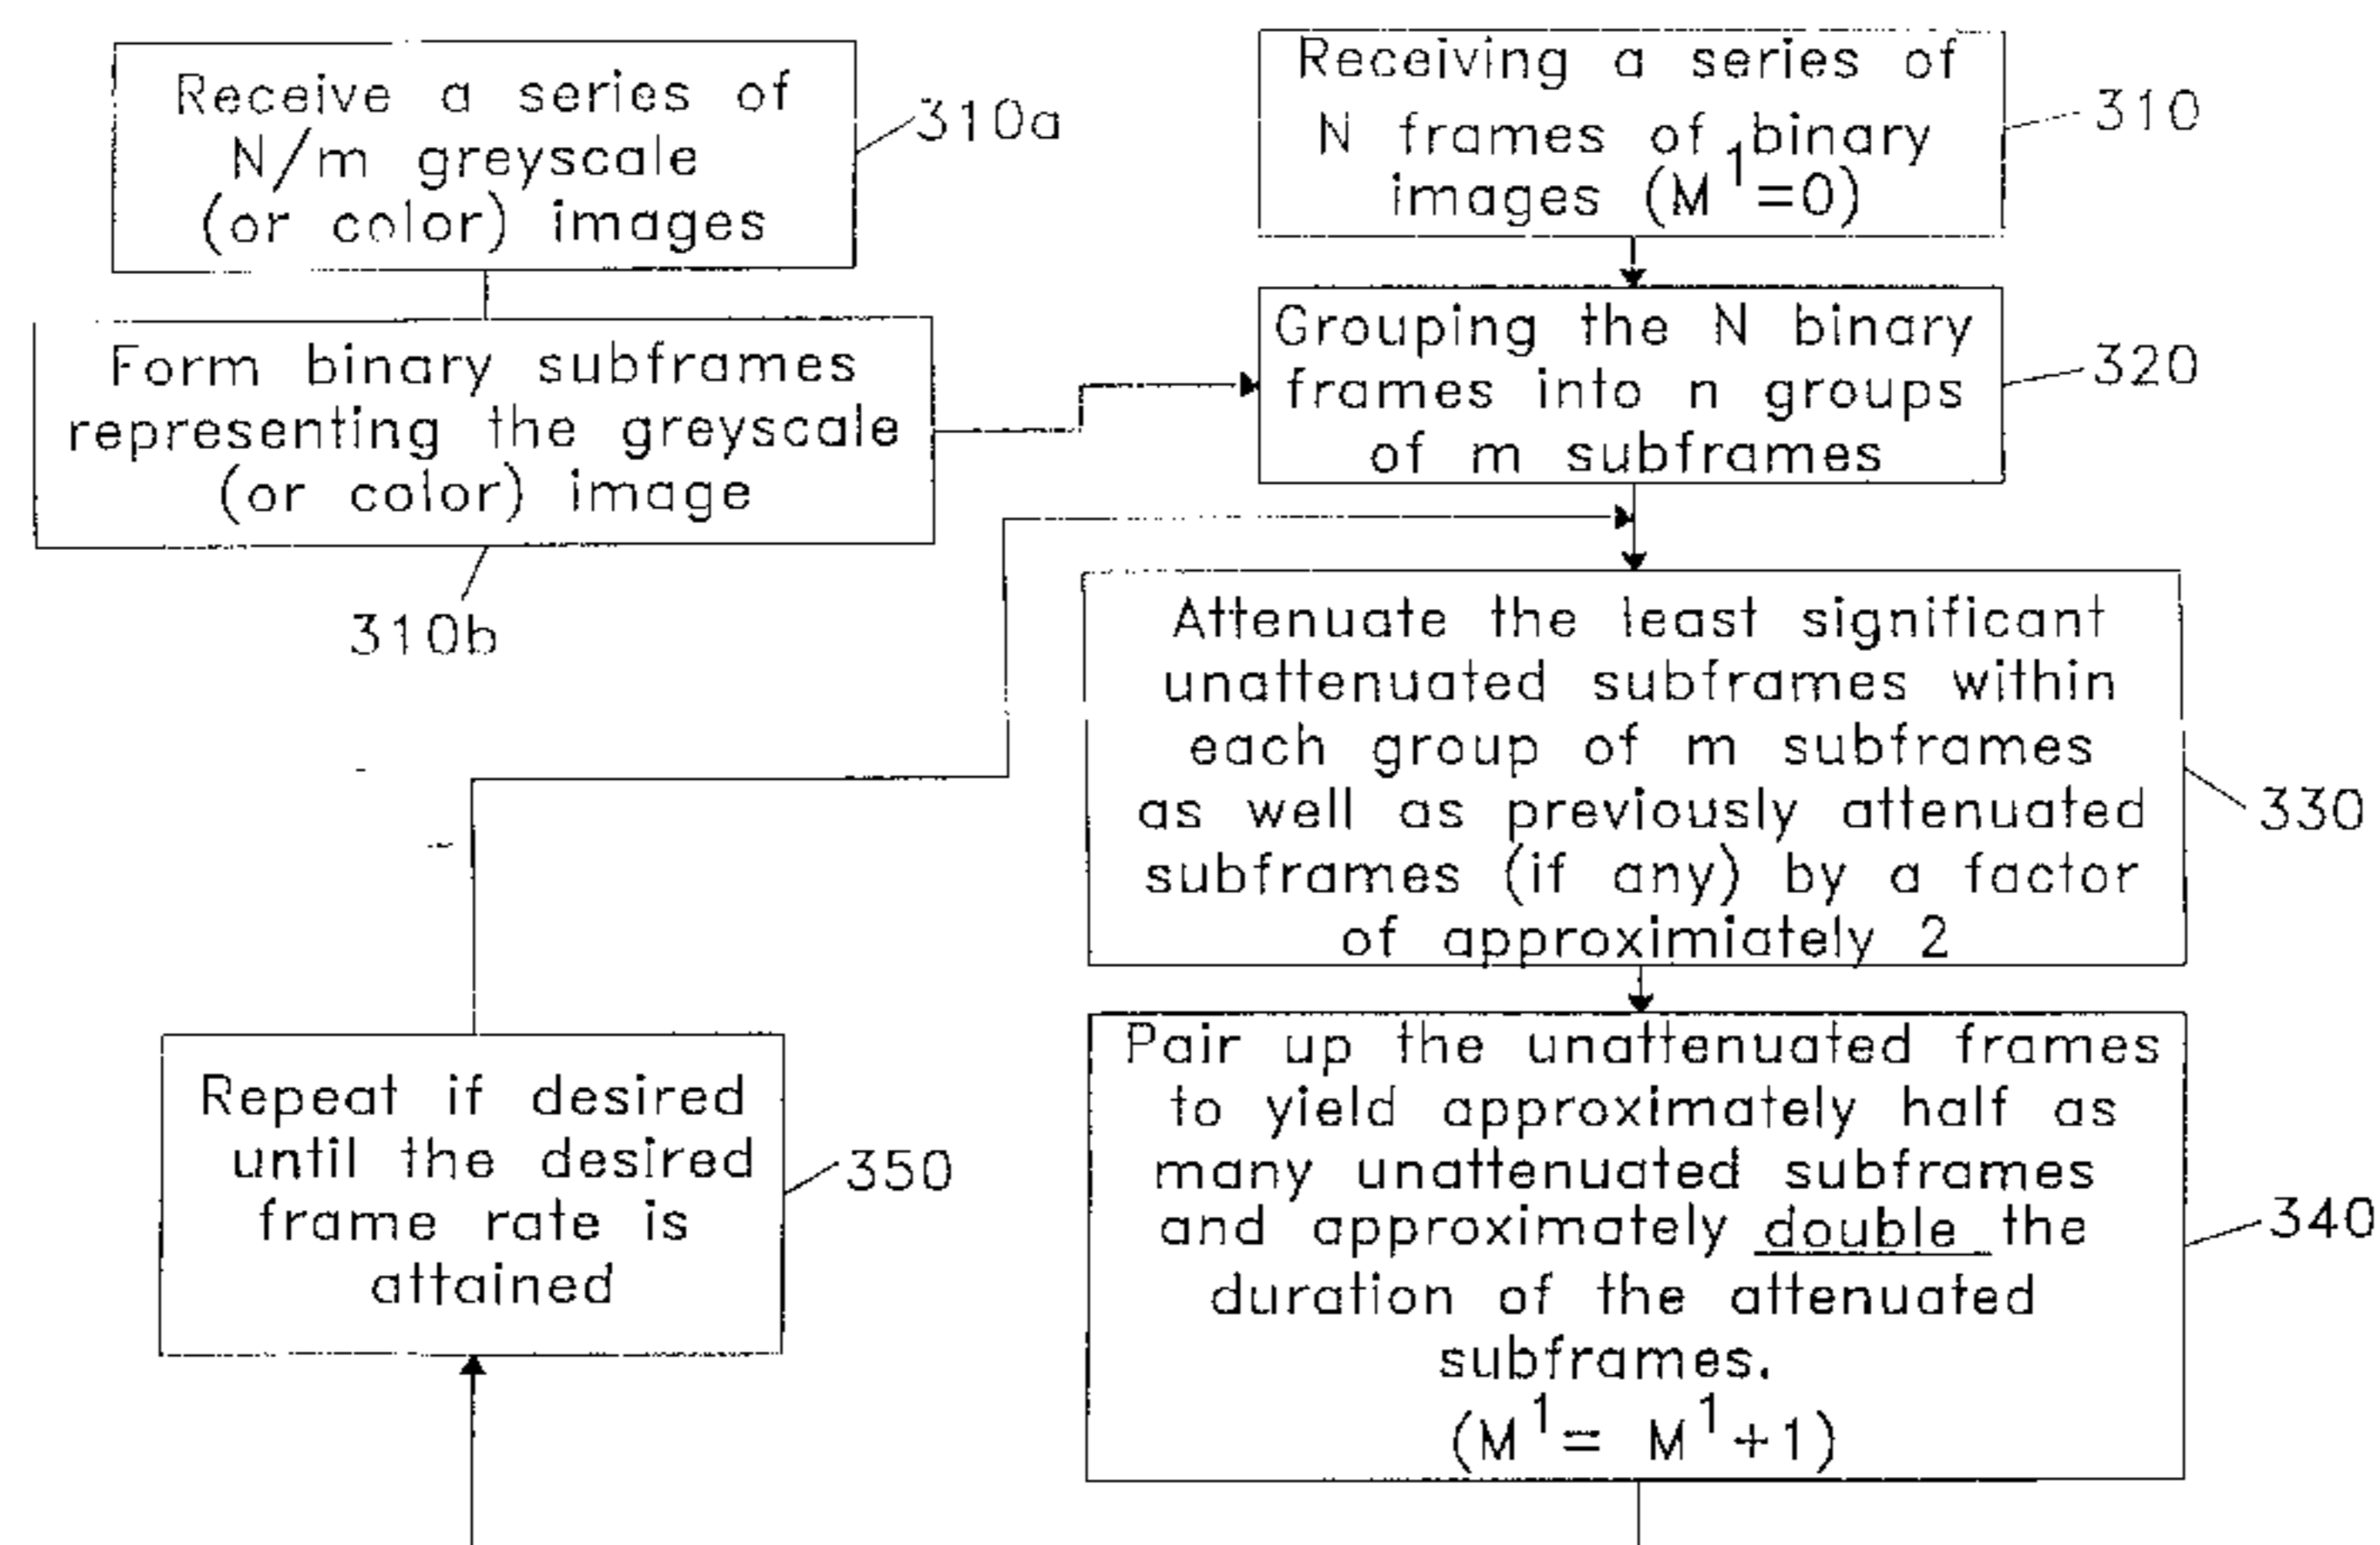 Receive a series of
N/m greyscale
(or color) images
310a
Form binary subframes
representing the greyscale
(or color) image
310b
Receiving a series of
N frames of binary
images (M¹=0)
310
Grouping the N binary
frames into n groups
of m subframes
320
Attenuate the least significant
unattenuated subframes within
each group of m subframes
as well as previously attenuated
subframes (if any) by a factor
of approximiately 2
330
Pair up the unattenuated frames
to yield approximately half as
many unattenuated subframes
and approximately double the
duration of the attenuated
subframes.
(M¹= M¹+1)
340
Repeat if desired
until the desired
frame rate is
attained
350